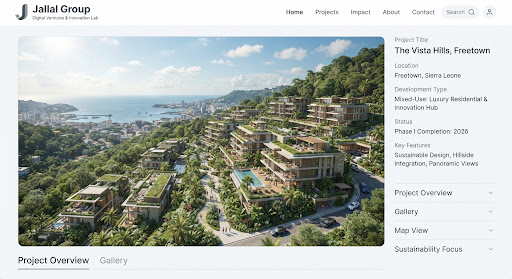 Jallal Group
Digital Ventures & Innovation Lab
Home
Projects
Impact
About
Contact
Search
Project Title
The Vista Hills, Freetown
Location
Freetown, Sierra Leone
Development Type
Mixed-Use: Luxury Residential &
Innovation Hub
Status
Phase I Completion: 2026
Key Features
Sustainable Design, Hillside
Integration, Panoramic Views
Project Overview
Gallery
Map View
Sustainability Focus
Project Overview
Gallery